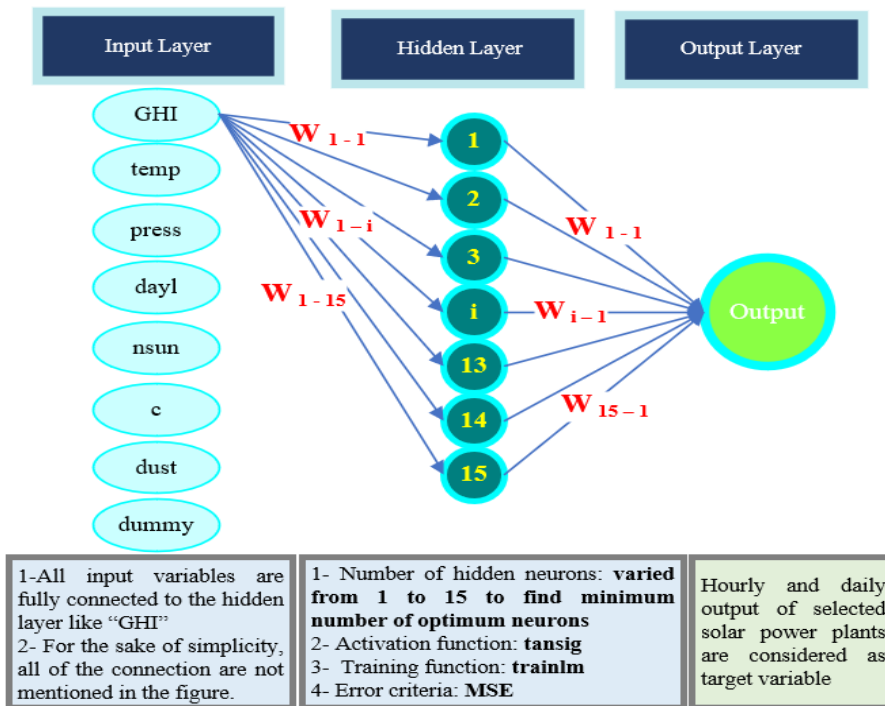 Input Layer
Hidden Layer
Output Layer
GHI
temp
press
dayl
nsun
c
dust
dummy
W 1 - 1
W 1 – i
W 1 - 15
1
2
3
i
13
14
15
W 1 - 1
W i – 1
W 15 – 1
Output
1-All input variables are
fully connected to the hidden
layer like “GHI”
2- For the sake of simplicity,
all of the connection are not
mentioned in the figure.
1- Number of hidden neurons: varied
from 1 to 15 to find minimum
number of optimum neurons
2- Activation function: tansig
3- Training function: trainlm
4- Error criteria: MSE
Hourly and daily
output of selected
solar power plants
are considered as
target variable